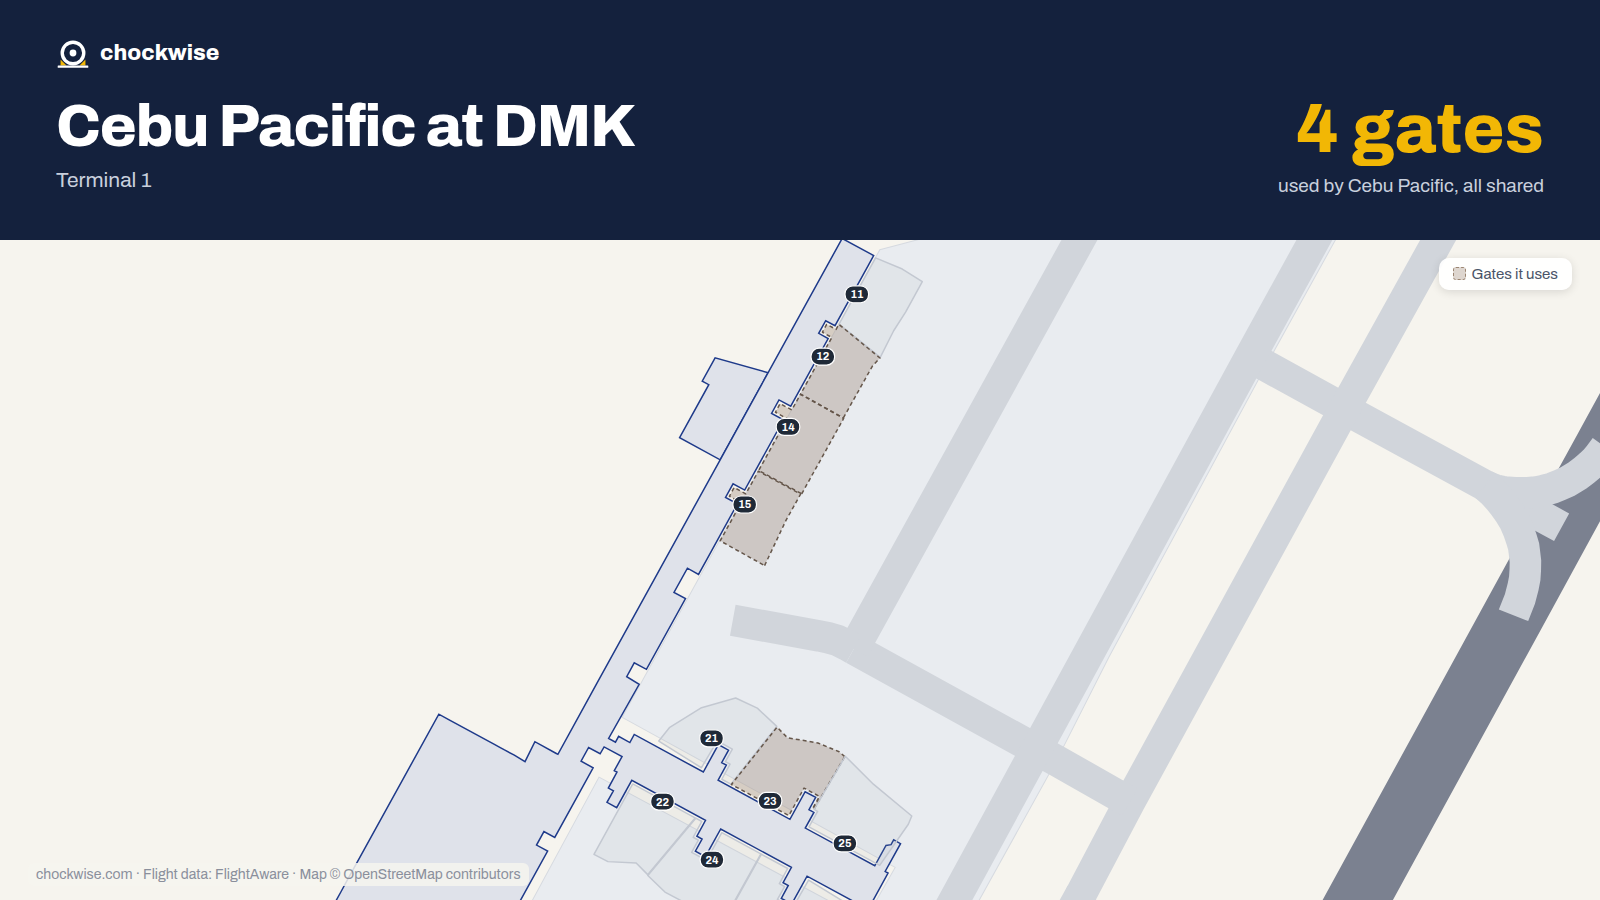 chockwise
Cebu Pacific at DMK
Terminal 1
4 gates
used by Cebu Pacific, all shared
Gates it uses
11
12
14
15
21
23
22
25
24
chockwise.com · Flight data: FlightAware · Map © OpenStreetMap contributors